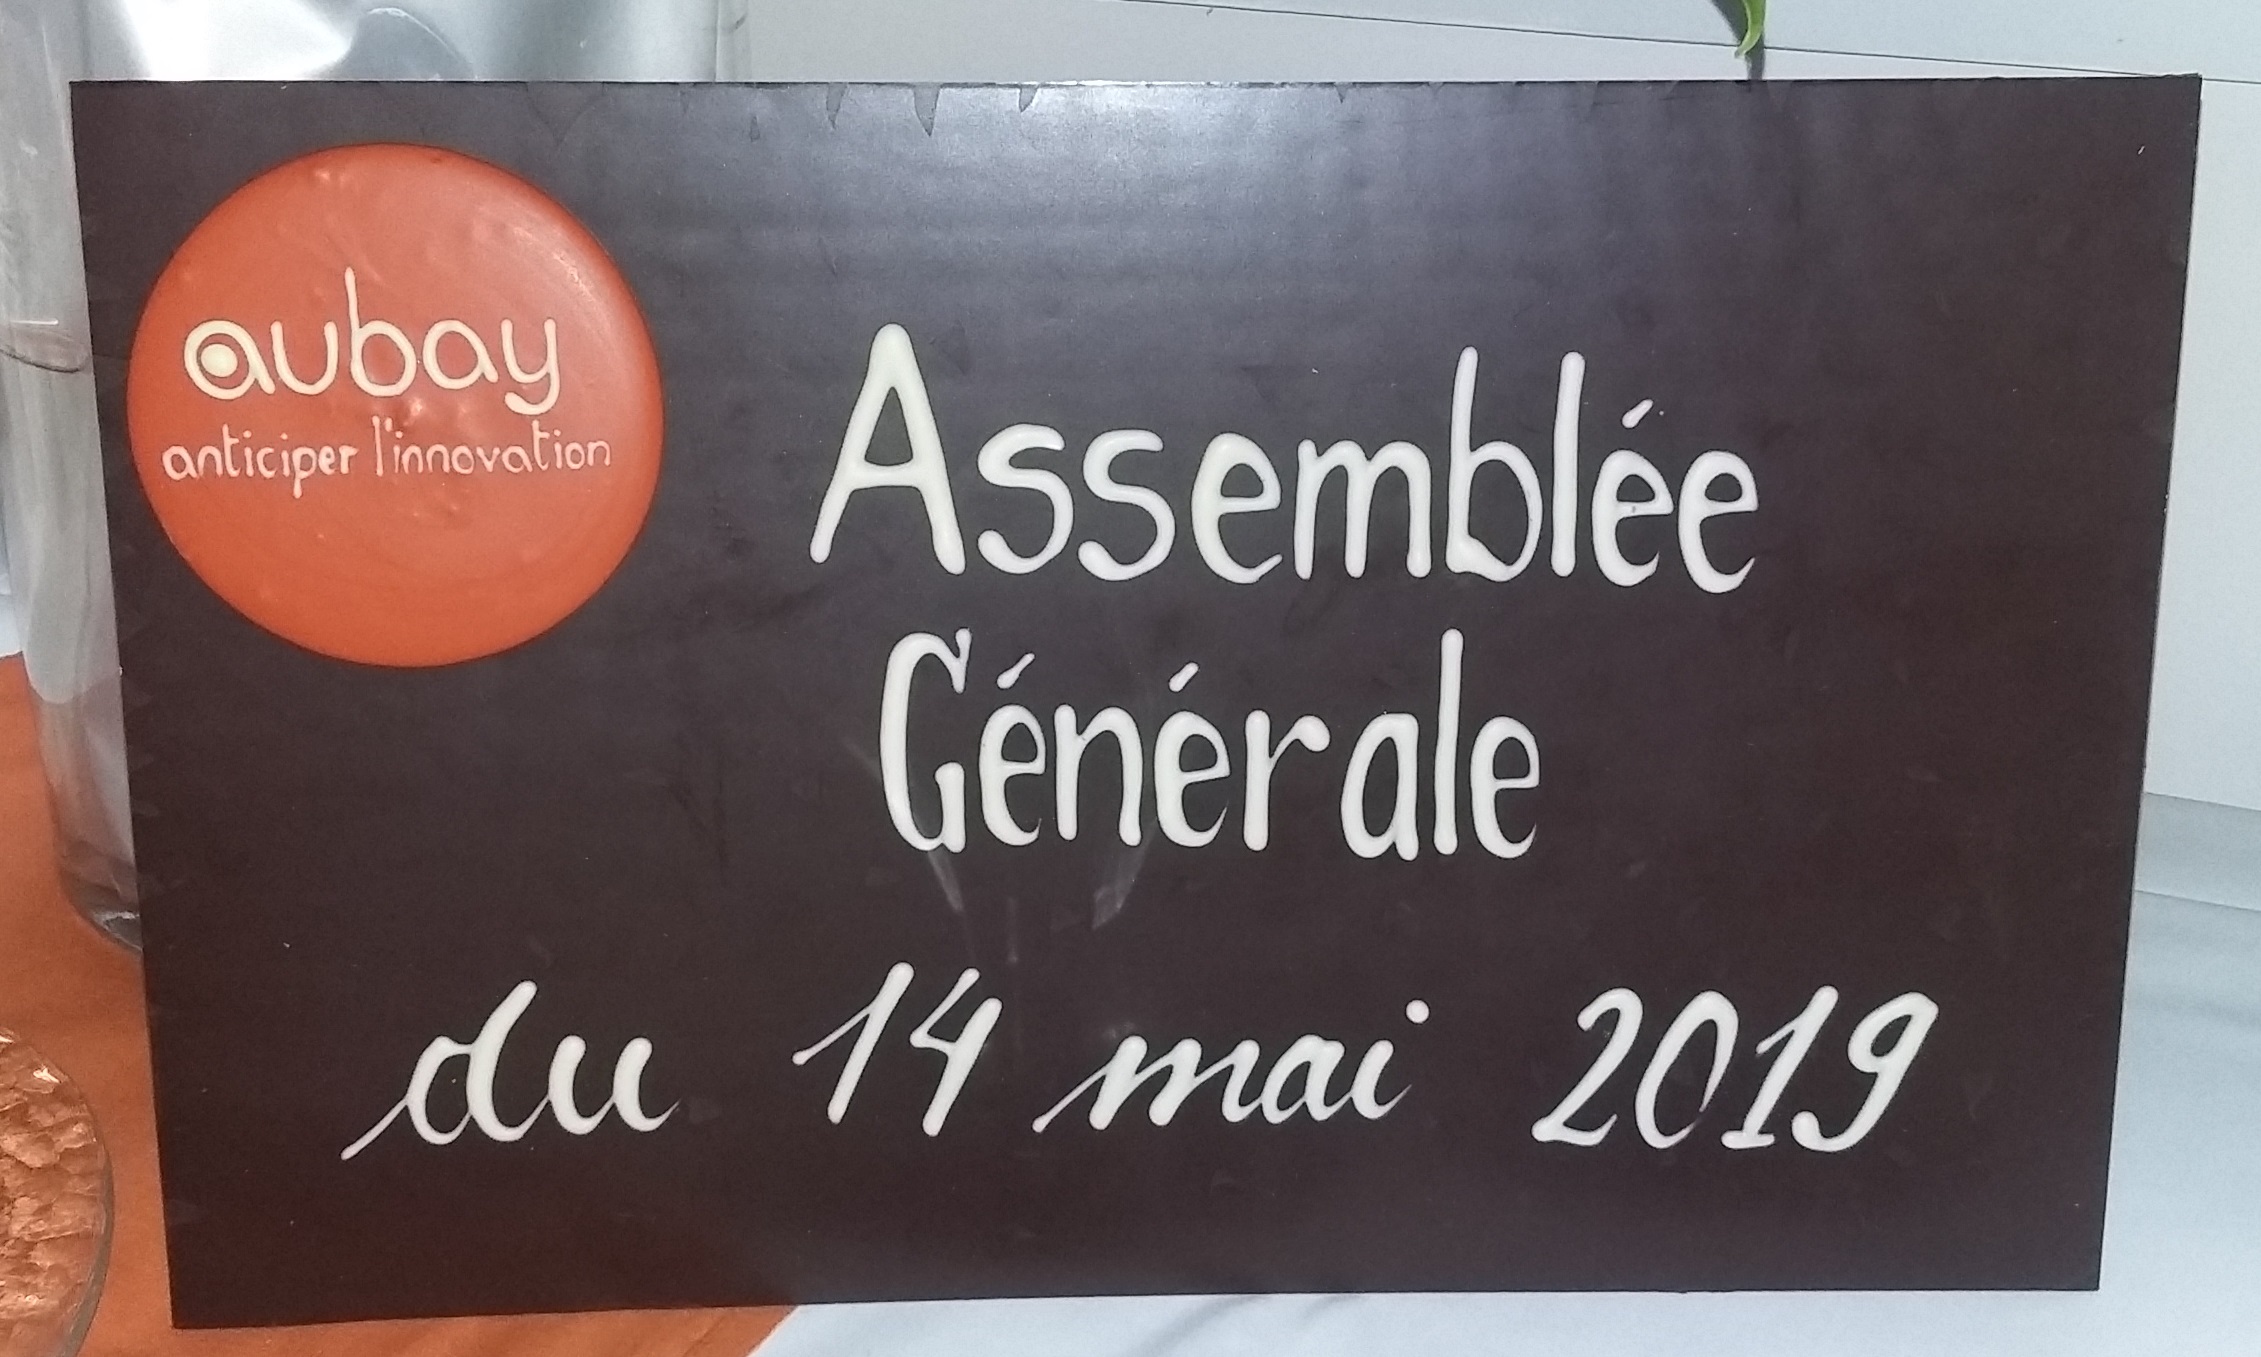 aubay
anticiper l'innovation
Assemblée
Générale
du 14 mai 2019